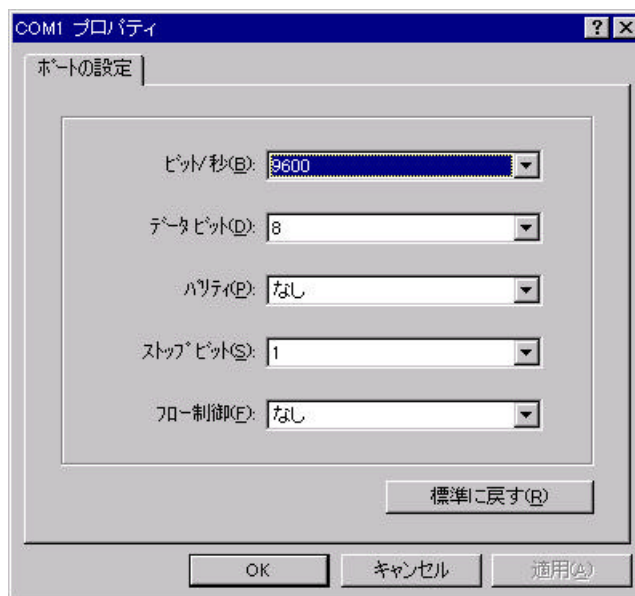 COM1 プロパティ
ポートの設定
ビット/秒(B): 9600
データ ビット(D): 8
パリティ(P): なし
ストップ ビット(S): 1
フロー制御(F): なし
標準に戻す(R)
OK キャンセル 適用(A)